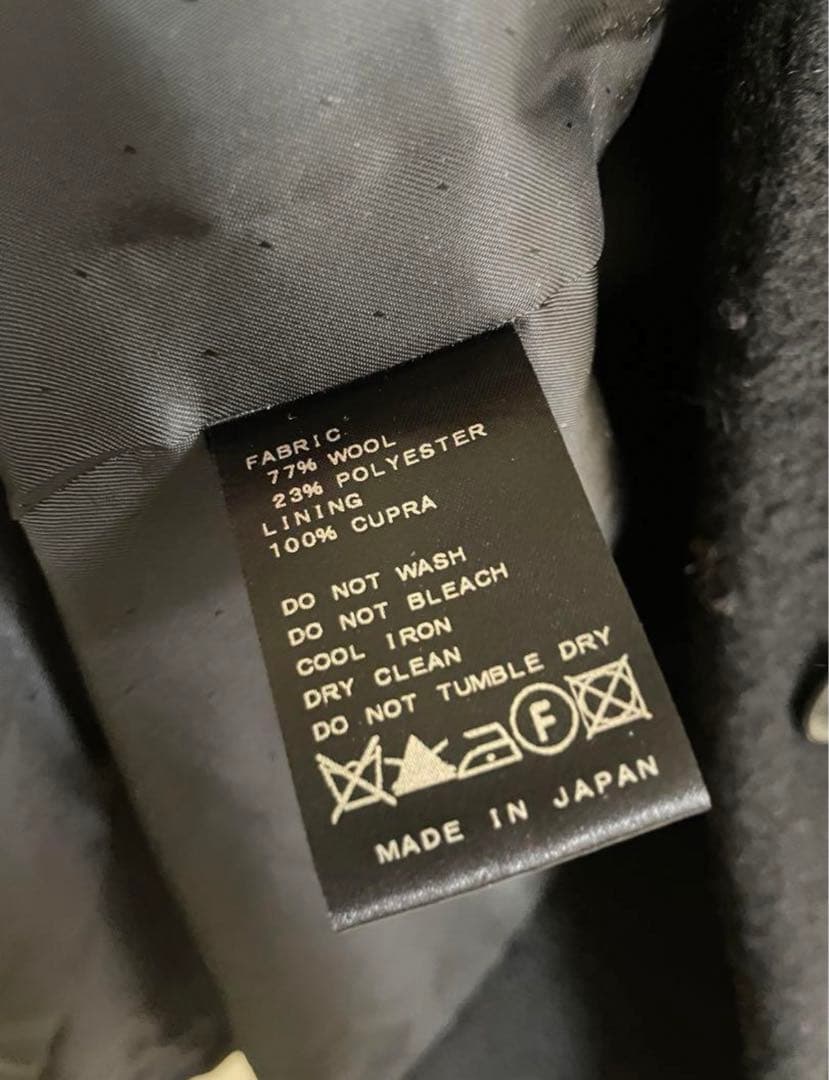 FABRIC
77% WOOL
23% POLYESTER
LINING
100% CUPRA
DO NOT WASH
DO NOT BLEACH
COOL IRON
DRY CLEAN
DO NOT TUMBLE DRY
F
MADE IN JAPAN